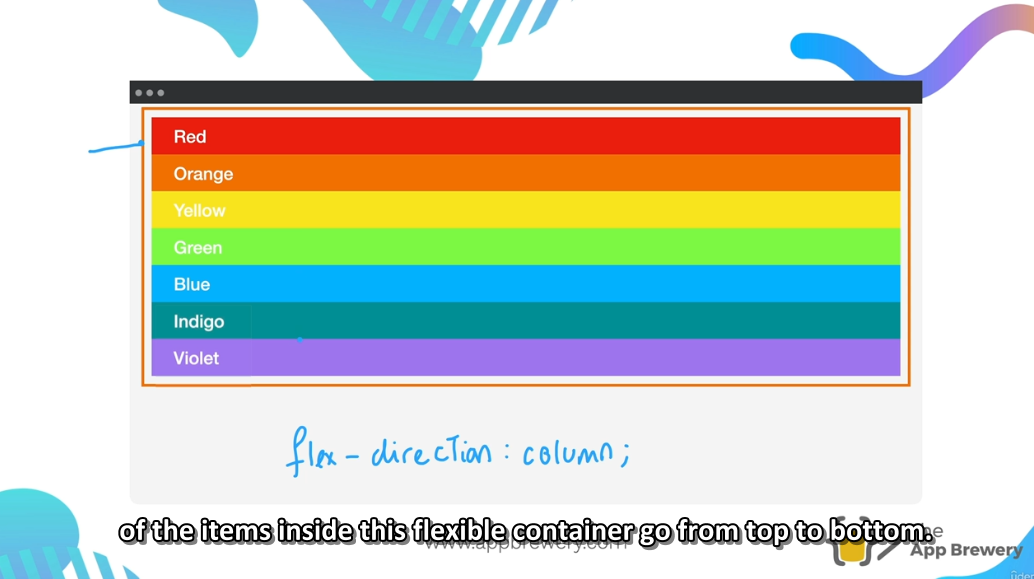 Red
Orange
Yellow
Green
Blue
Indigo
Violet
flex-direction: column;
of the items inside this flexible container go from top to bottom.
www.appbrewery.com
App Brewery